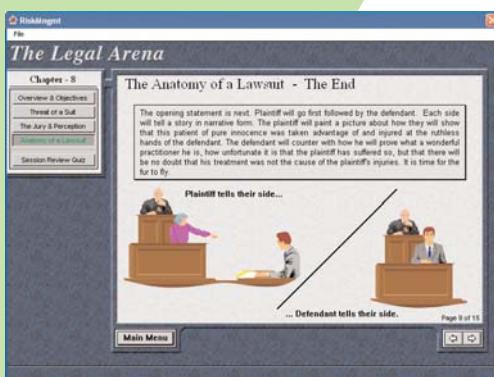 RiskMngmt
File
The Legal Arena
Chapter - 8
Overview & Objectives
Threat of a Suit
The Jury & Perception
Anatomy of a Lawsuit
Session Review Quiz
The Anatomy of a Lawsuit - The End
The opening statement is next. Plaintiff will go first followed by the defendant. Each side
will tell a story in narrative form. The plaintiff will paint a picture about how they will show
that this patient of pure innocence was taken advantage of and injured at the ruthless
hands of the defendant. The defendant will counter with how he will prove what a wonderful
practitioner he is, how unfortunate it is that the plaintiff has suffered so, but that there will
be no doubt that his treatment was not the cause of the plaintiff's injuries. It is time for the
fur to fly.
Plaintiff tells their side...
... Defendant tells their side.
Page 9 of 15
Main Menu